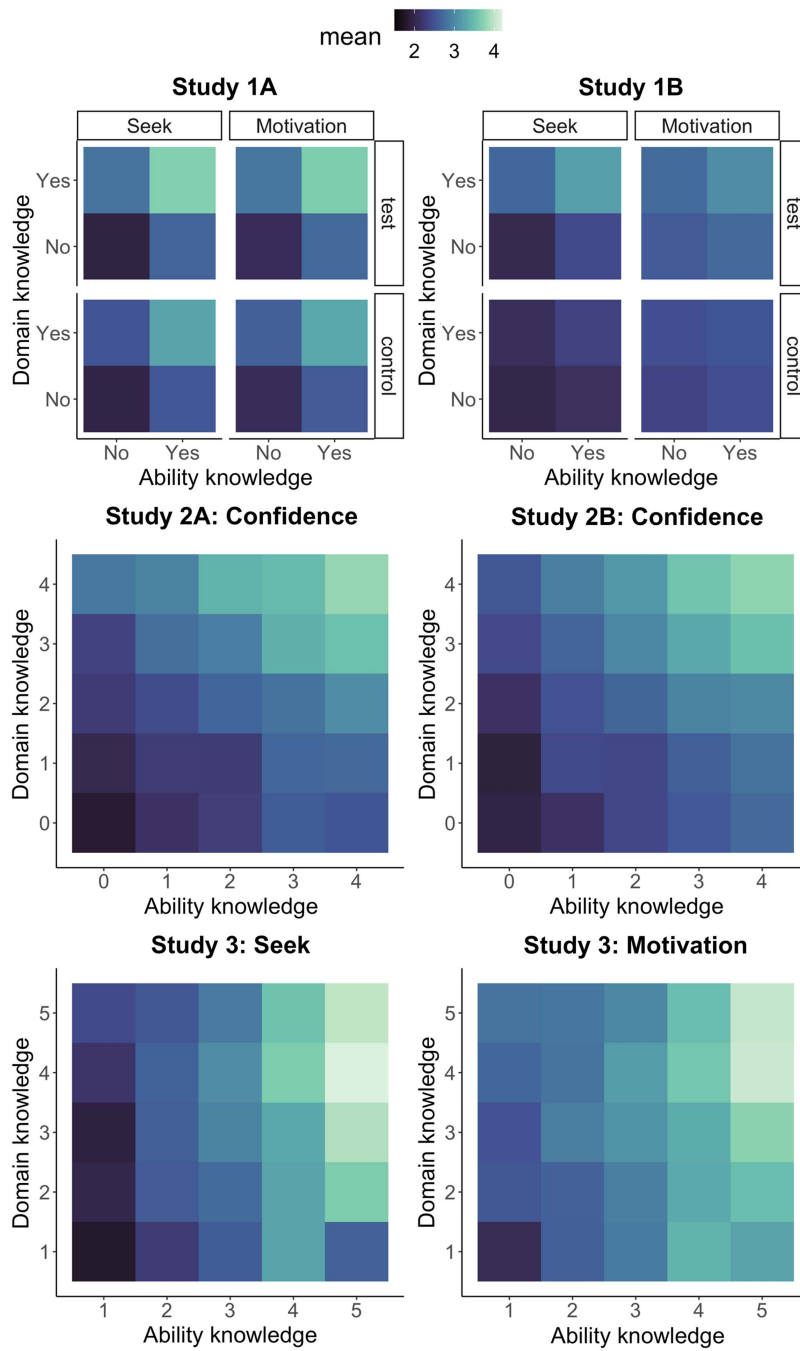 mean
2 3 4
Study 1A
Seek Motivation
Domain knowledge
Yes
No
test
Yes
No
control
No Yes No Yes
Ability knowledge
Study 1B
Seek Motivation
Domain knowledge
Yes
No
test
Yes
No
control
No Yes No Yes
Ability knowledge
Study 2A: Confidence
Domain knowledge
4
3
2
1
0
0 1 2 3 4
Ability knowledge
Study 2B: Confidence
Domain knowledge
4
3
2
1
0
0 1 2 3 4
Ability knowledge
Study 3: Seek
Domain knowledge
5
4
3
2
1
1 2 3 4 5
Ability knowledge
Study 3: Motivation
Domain knowledge
5
4
3
2
1
1 2 3 4 5
Ability knowledge